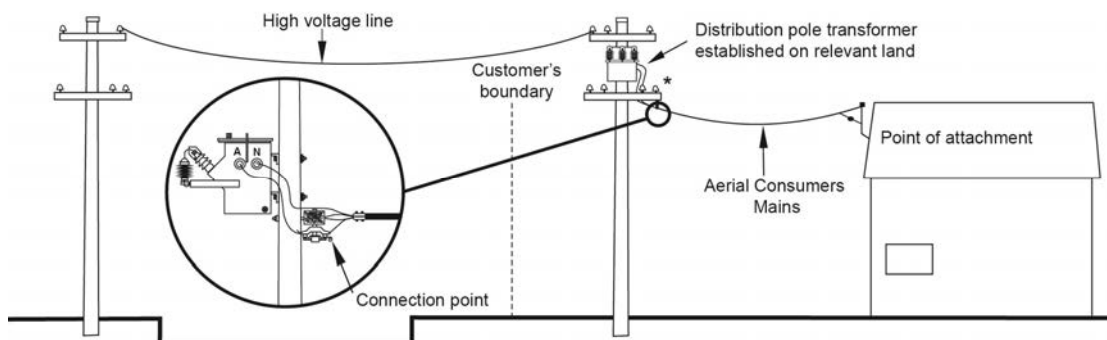 High voltage line
Distribution pole transformer
established on relevant land
Customer's
boundary
*
Point of attachment
Aerial Consumers
Mains
A N
Connection point